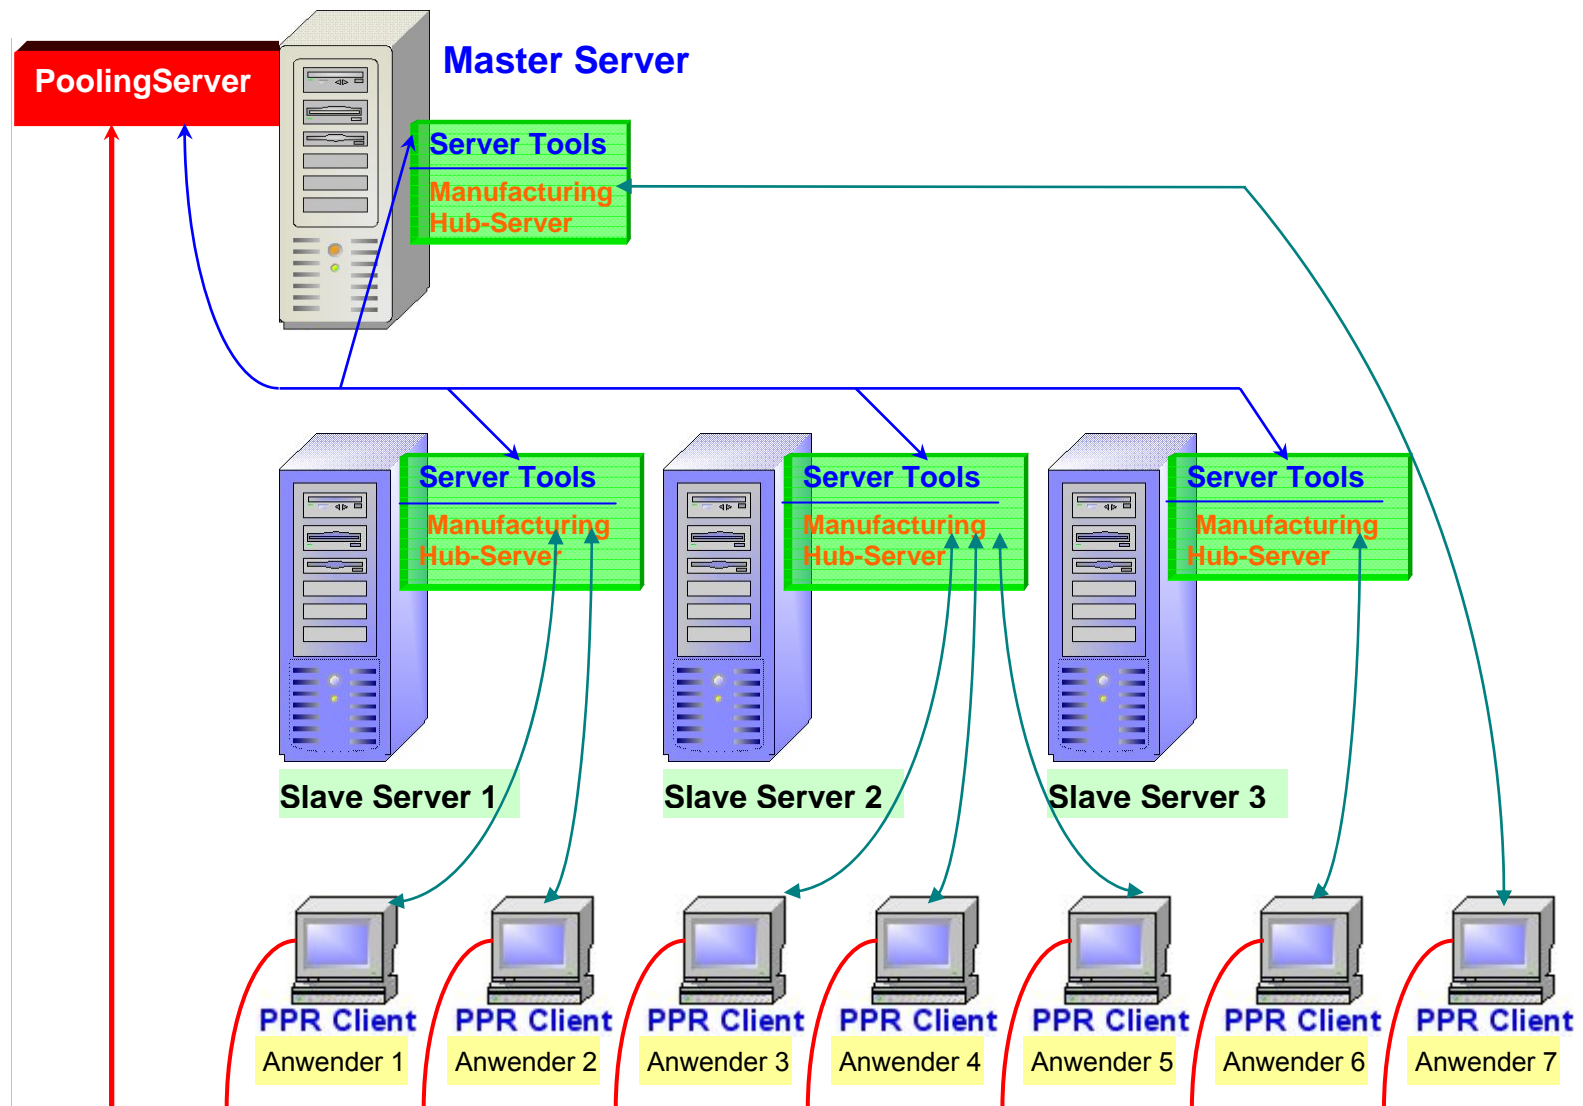 PoolingServer
Master Server
Server Tools
Manufacturing
Hub-Server
Server Tools
Manufacturing
Hub-Server
Server Tools
Manufacturing
Hub-Server
Server Tools
Manufacturing
Hub-Server
Slave Server 1
Slave Server 2
Slave Server 3
PPR Client
Anwender 1
PPR Client
Anwender 2
PPR Client
Anwender 3
PPR Client
Anwender 4
PPR Client
Anwender 5
PPR Client
Anwender 6
PPR Client
Anwender 7